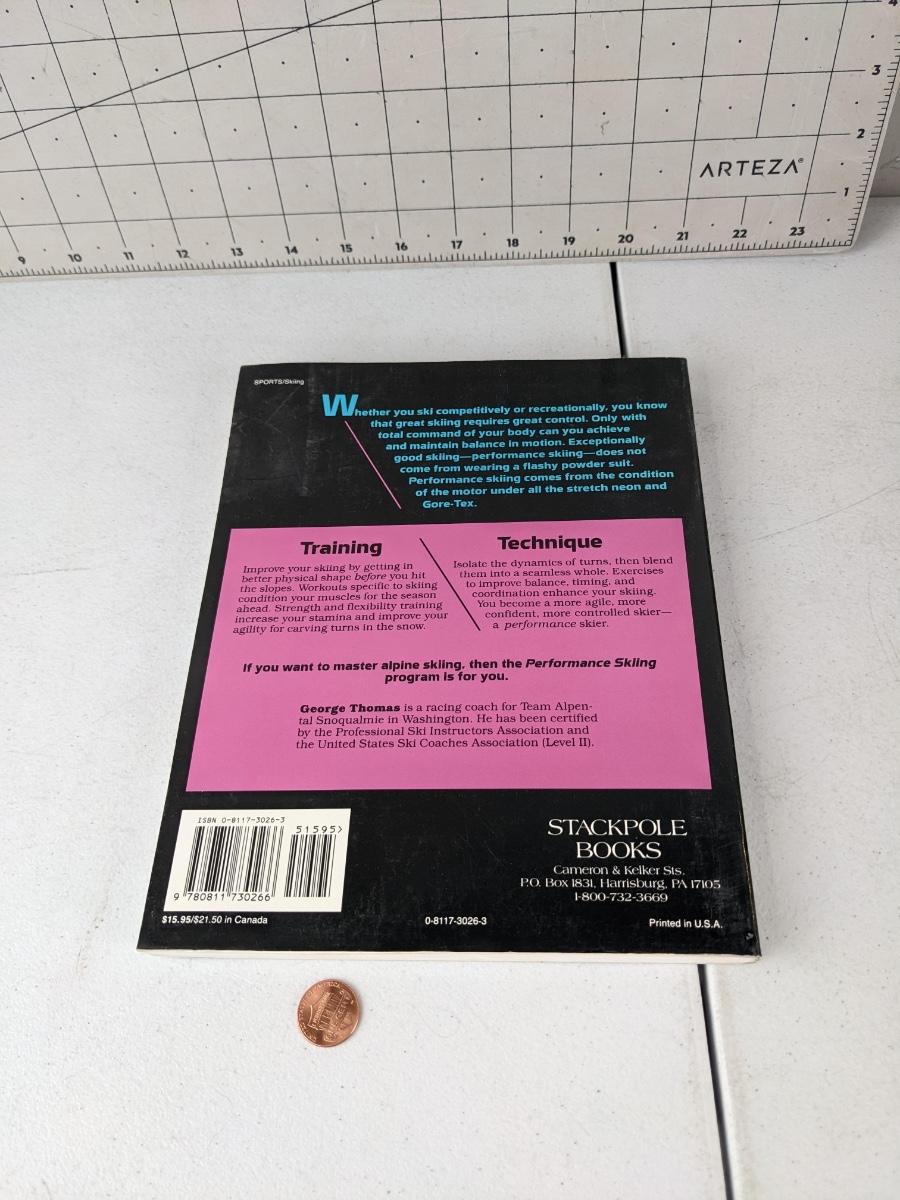 4
3
2
ARTEZA®
1
9 10 11 12 13 14 15 16 17 18 19 20 21 22 23
SPORTS/Skiing
Whether you ski competitively or recreationally, you know
that great skiing requires great control. Only with
total command of your body can you achieve
and maintain balance in motion. Exceptionally
good skiing—performance skiing—does not
come from wearing a flashy powder suit.
Performance skiing comes from the condition
of the motor under all the stretch neon and
Gore-Tex.
Training
Improve your skiing by getting in
better physical shape before you hit
the slopes. Workouts specific to skiing
condition your muscles for the season
ahead. Strength and flexibility training
increase your stamina and improve your
agility for carving turns in the snow.
Technique
Isolate the dynamics of turns, then blend
them into a seamless whole. Exercises
to improve balance, timing, and
coordination enhance your skiing.
You become a more agile, more
confident, more controlled skier—
a performance skier.
If you want to master alpine skiing, then the Performance Skiing
program is for you.
George Thomas is a racing coach for Team Alpen-
tal Snoqualmie in Washington. He has been certified
by the Professional Ski Instructors Association and
the United States Ski Coaches Association (Level II).
ISBN 0-8117-3026-3
51595>
9 780811 730266
STACKPOLE
BOOKS
Cameron & Kelker Sts.
P.O. Box 1831, Harrisburg, PA 17105
1-800-732-3669
$15.95/$21.50 in Canada
0-8117-3026-3
Printed in U.S.A.